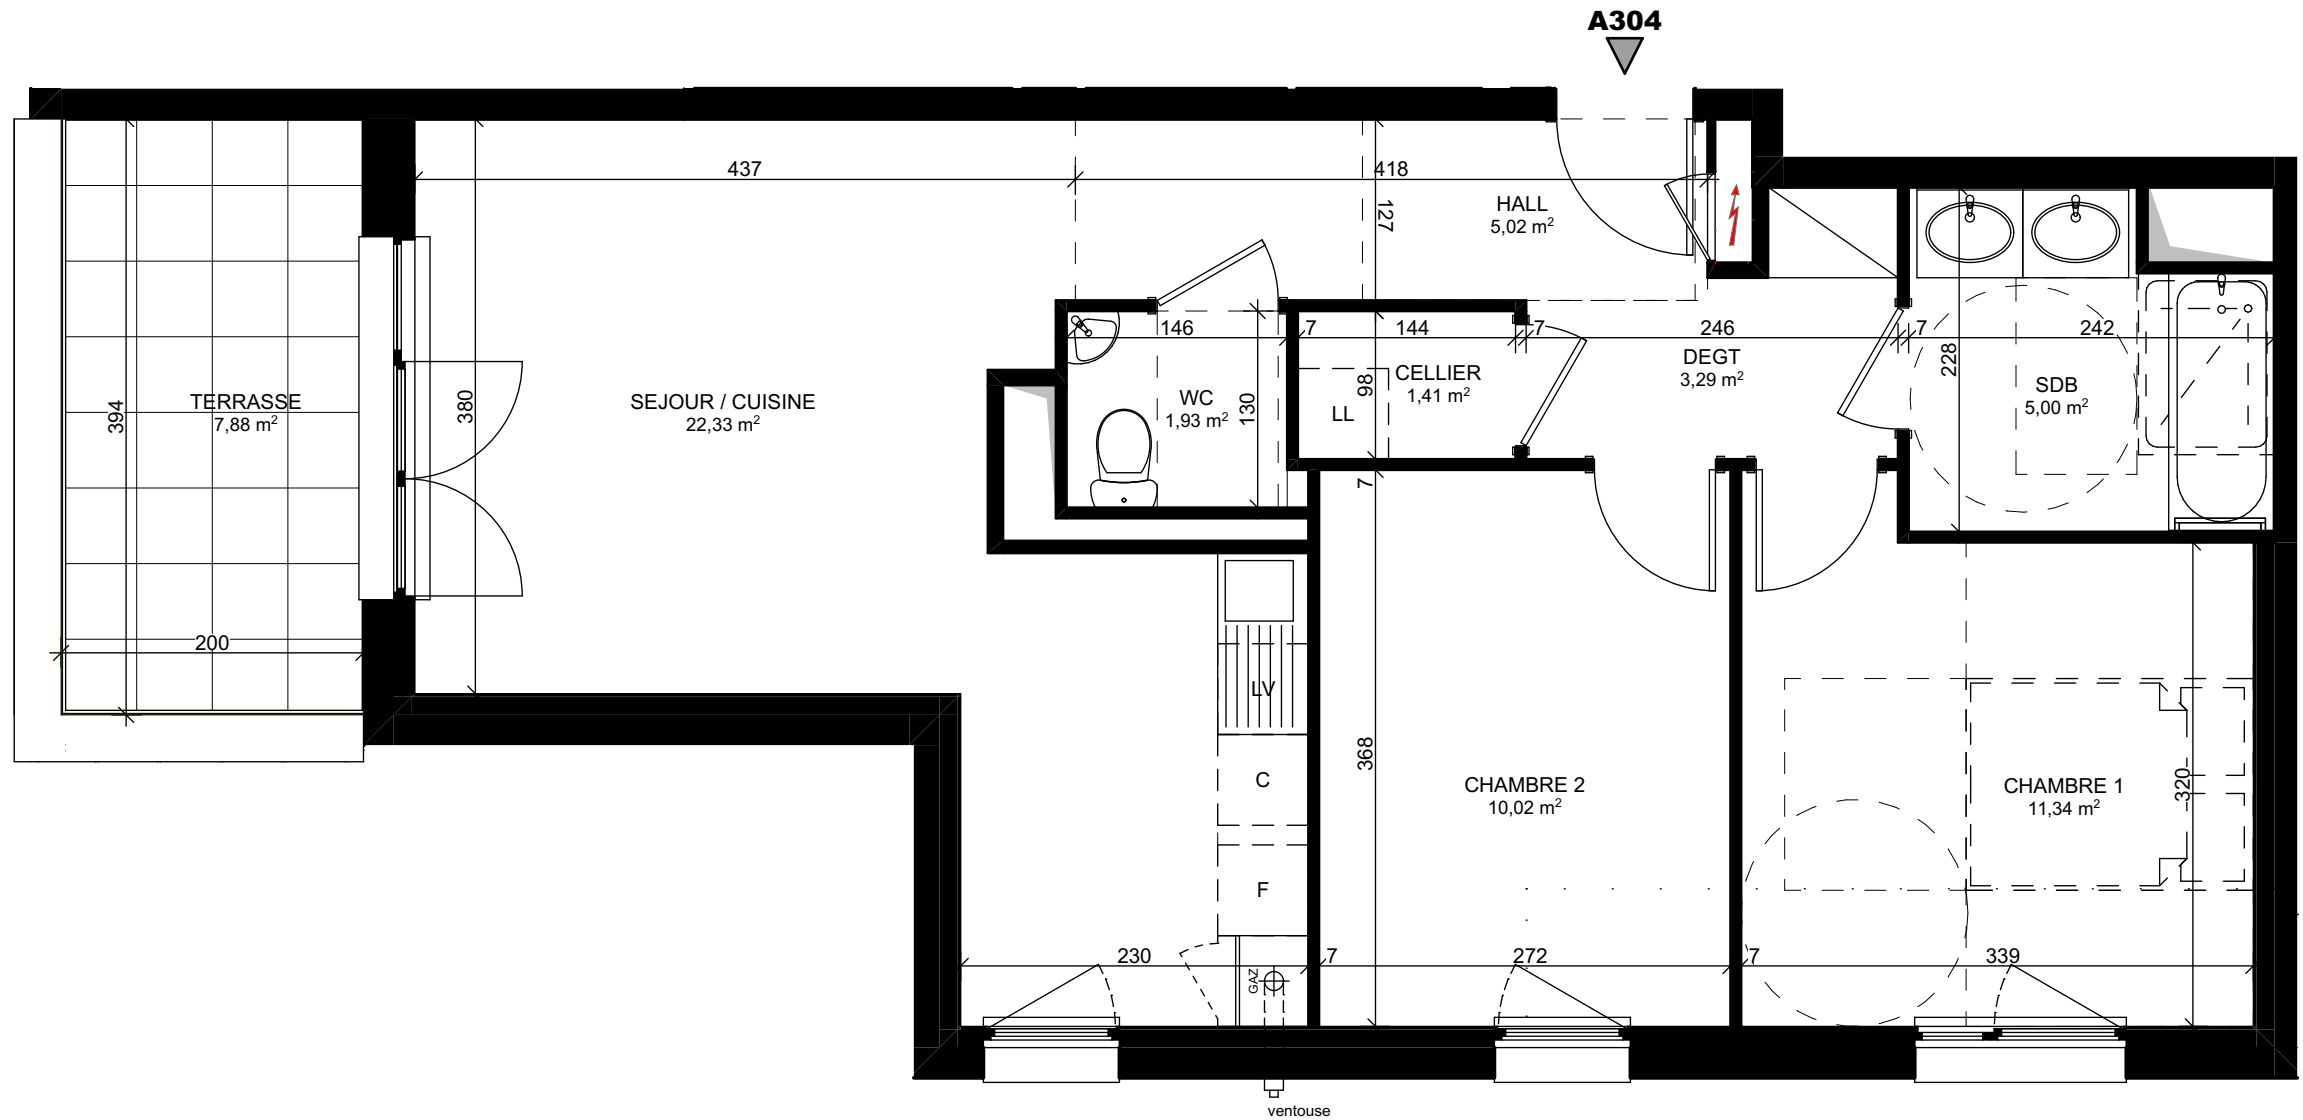 A304
437
418
127
HALL
5,02 m²
146
7
144
7
246
7
242
228
DEGT
3,29 m²
CELLIER
1,41 m²
98
LL
WC
1,93 m²
130
SDB
5,00 m²
TERRASSE
7,88 m²
394
380
SEJOUR / CUISINE
22,33 m²
7
200
LV
368
C
F
CHAMBRE 2
10,02 m²
CHAMBRE 1
11,34 m²
320
230
7
272
7
339
GAZ
ventouse